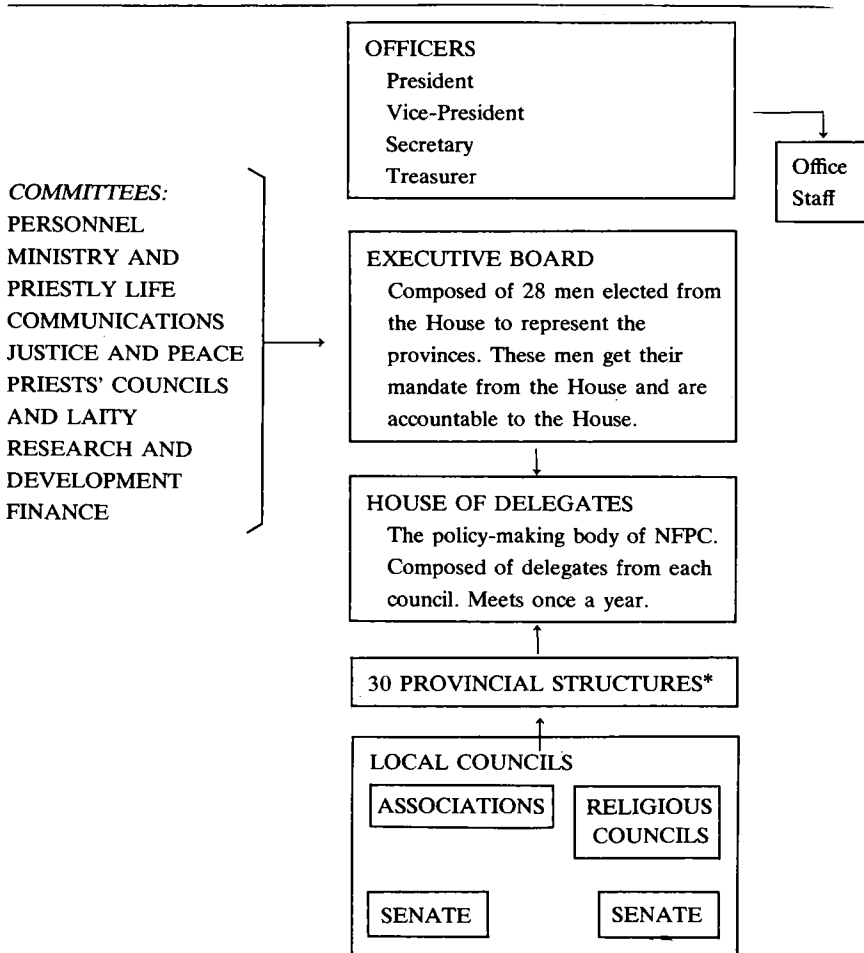 OFFICERS
President
Vice-President
Secretary
Treasurer
Office
Staff
COMMITTEES:
PERSONNEL
MINISTRY AND
PRIESTLY LIFE
COMMUNICATIONS
JUSTICE AND PEACE
PRIESTS' COUNCILS
AND LAITY
RESEARCH AND
DEVELOPMENT
FINANCE
EXECUTIVE BOARD
Composed of 28 men elected from
the House to represent the
provinces. These men get their
mandate from the House and are
accountable to the House.
HOUSE OF DELEGATES
The policy-making body of NFPC.
Composed of delegates from each
council. Meets once a year.
30 PROVINCIAL STRUCTURES*
LOCAL COUNCILS
ASSOCIATIONS
RELIGIOUS
COUNCILS
SENATE
SENATE